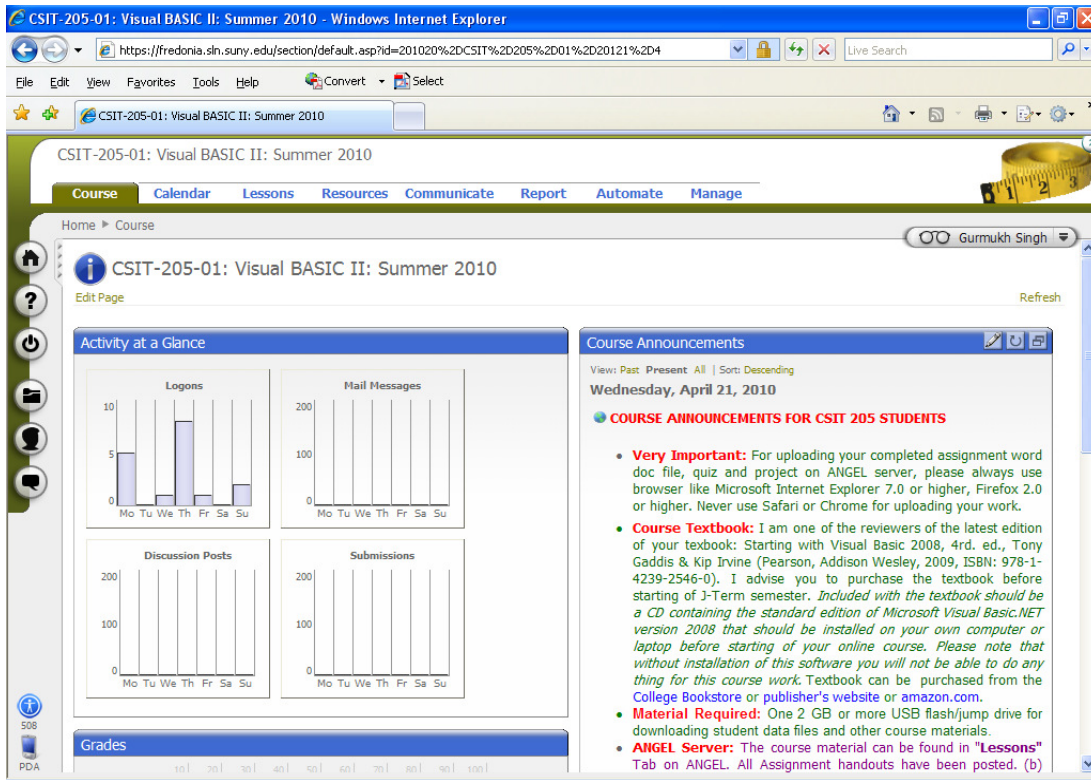 CSIT-205-01: Visual BASIC II: Summer 2010 - Windows Internet Explorer
https://fredonia.sln.suny.edu/section/default.asp?id=201020%2DCSIT%2D205%2D01%2D20121%2D4
Live Search
File Edit View Favorites Tools Help Convert Select
CSIT-205-01: Visual BASIC II: Summer 2010
CSIT-205-01: Visual BASIC II: Summer 2010
Course Calendar Lessons Resources Communicate Report Automate Manage
Home Course
Gurmukh Singh
CSIT-205-01: Visual BASIC II: Summer 2010
Edit Page
Refresh
Activity at a Glance
Logons
10
5
0
Mo Tu We Th Fr Sa Su
Mail Messages
200
100
0
Mo Tu We Th Fr Sa Su
Discussion Posts
200
100
0
Mo Tu We Th Fr Sa Su
Submissions
200
100
0
Mo Tu We Th Fr Sa Su
Grades
10 20 30 40 50 60 70 80 90 100
Course Announcements
View: Past Present All | Sort: Descending
Wednesday, April 21, 2010
COURSE ANNOUNCEMENTS FOR CSIT 205 STUDENTS
• Very Important: For uploading your completed assignment word
doc file, quiz and project on ANGEL server, please always use
browser like Microsoft Internet Explorer 7.0 or higher, Firefox 2.0
or higher. Never use Safari or Chrome for uploading your work.
• Course Textbook: I am one of the reviewers of the latest edition
of your texbook: Starting with Visual Basic 2008, 4rd. ed., Tony
Gaddis & Kip Irvine (Pearson, Addison Wesley, 2009, ISBN: 978-1-
4239-2546-0). I advise you to purchase the textbook before
starting of J-Term semester. Included with the textbook should be
a CD containing the standard edition of Microsoft Visual Basic.NET
version 2008 that should be installed on your own computer or
laptop before starting of your online course. Please note that
without installation of this software you will not be able to do any
thing for this course work. Textbook can be purchased from the
College Bookstore or publisher's website or amazon.com.
• Material Required: One 2 GB or more USB flash/jump drive for
downloading student data files and other course materials.
• ANGEL Server: The course material can be found in "Lessons"
Tab on ANGEL. All Assignment handouts have been posted. (b)
508
PDA
1 2 3